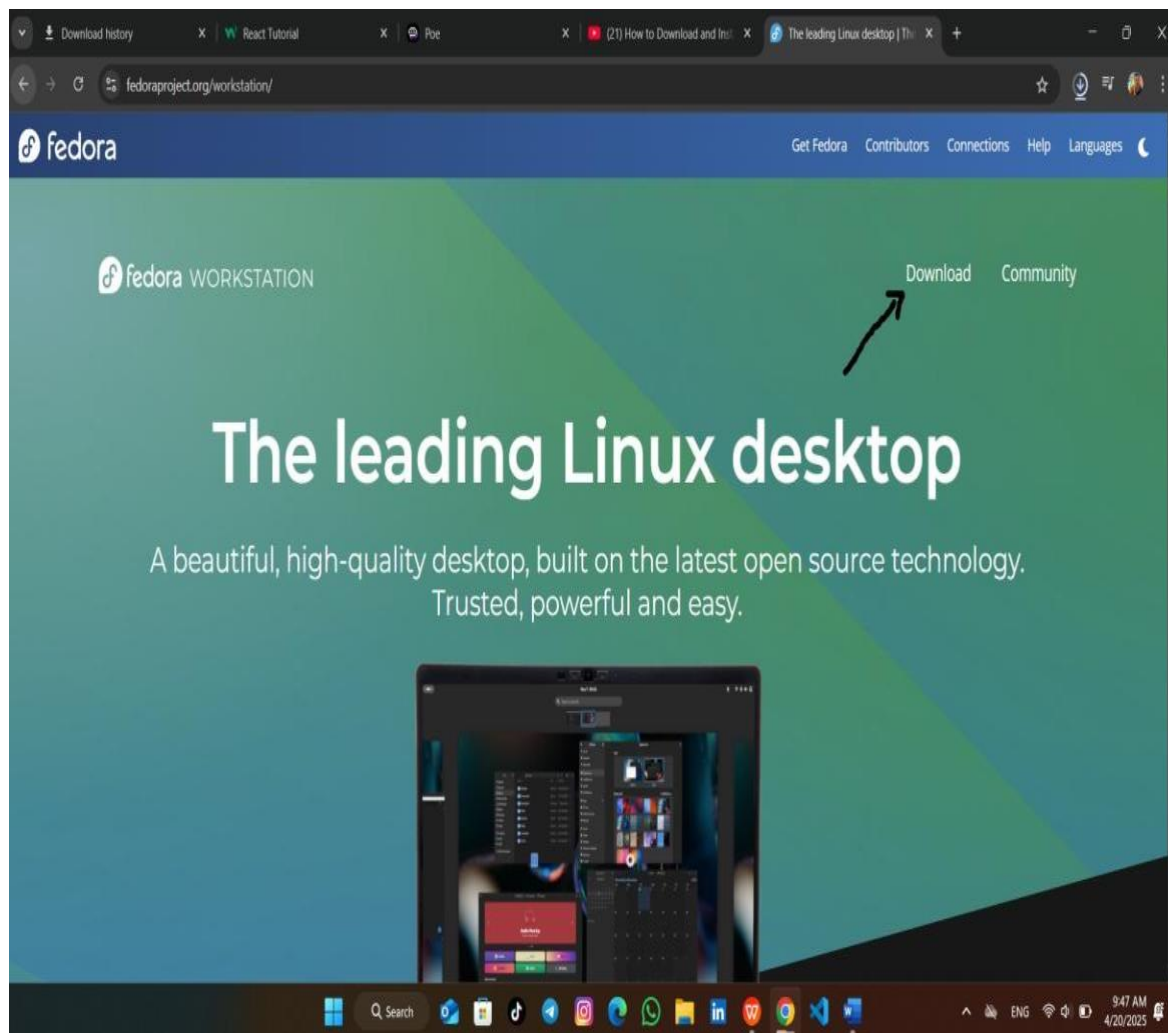 Download history
React Tutorial
Poe
(21) How to Download and Inst
The leading Linux desktop | Th
fedoraproject.org/workstation/
fedora
Get Fedora Contributors Connections Help Languages
fedora WORKSTATION
Download Community
The leading Linux desktop
A beautiful, high-quality desktop, built on the latest open source technology.
Trusted, powerful and easy.
Search
ENG
9:47 AM
4/20/2025